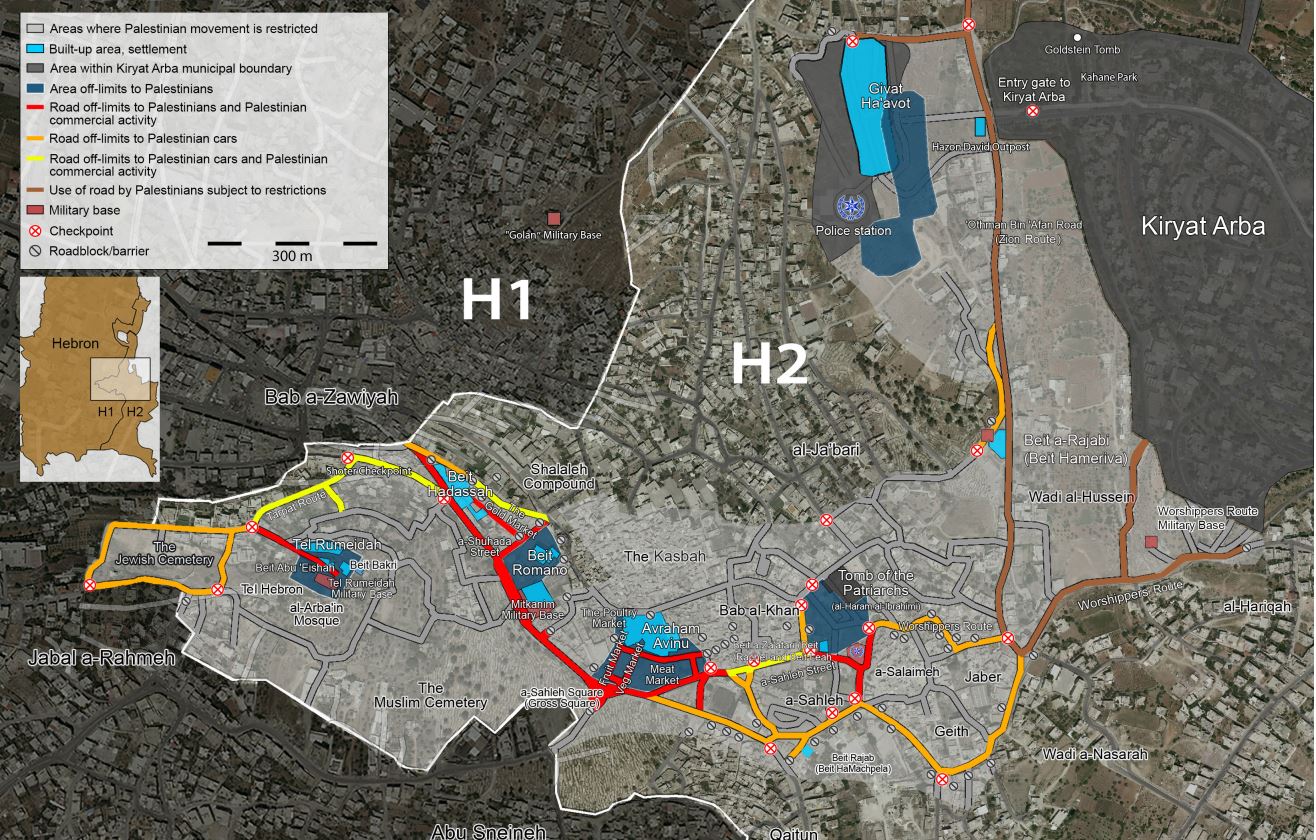 Areas where Palestinian movement is restricted
Built-up area, settlement
Area within Kiryat Arba municipal boundary
Area off-limits to Palestinians
Road off-limits to Palestinians and Palestinian
commercial activity
Road off-limits to Palestinian cars
Road off-limits to Palestinian cars and Palestinian
commercial activity
Use of road by Palestinians subject to restrictions
Military base
Checkpoint
Roadblock/barrier
300 m
Hebron
H1 H2
Goldstein Tomb
Kahane Park
Entry gate to
Kiryat Arba
Givat
Ha'avot
Hazon David Outpost
Police station
'Othman Bin 'Afan Road
(Zion Route)
Kiryat Arba
"Golan" Military Base
H1
H2
Bab a-Zawiyah
Shoter Checkpoint
Beit
Hadassah
Shalaleh
Compound
al-Ja'bari
Beit a-Rajabi
(Beit Hameriva)
Wadi al-Hussein
Worshippers Route
Military Base
Tarpat Route
The
Gold Market
The
Jewish Cemetery
Tel Rumeidah
Beit Bakri
Beit Abu 'Eishah
Tel Rumeidah
Military Base
Tel Hebron
al-Arba'in
Mosque
a-Shuhada
Street
Beit
Romano
The Kasbah
Mitkanim
Military Base
The Poultry
Market
Avraham
Avinu
Bab al-Khan
Tomb of the
Patriarchs
(al-Haram al-Ibrahimi)
Worshippers Route
Worshippers Route
al-Hariqah
Fruit Market
Veg Market
Meat
Market
a-Sahleh Street
a-Salaimeh
Jaber
Jabal a-Rahmeh
The
Muslim Cemetery
a-Sahleh Square
(Gross Square)
a-Sahleh
Geith
Beit Rajab
(Beit HaMachpela)
Wadi a-Nasarah
Abu Sneineh
Qaitun